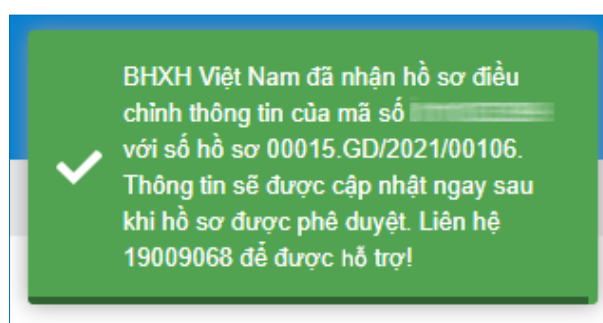 BHXH Việt Nam đã nhận hồ sơ điều
chỉnh thông tin của mã số
với số hồ sơ 00015.GD/2021/00106.
Thông tin sẽ được cập nhật ngay sau
khi hồ sơ được phê duyệt. Liên hệ
19009068 để được hỗ trợ!